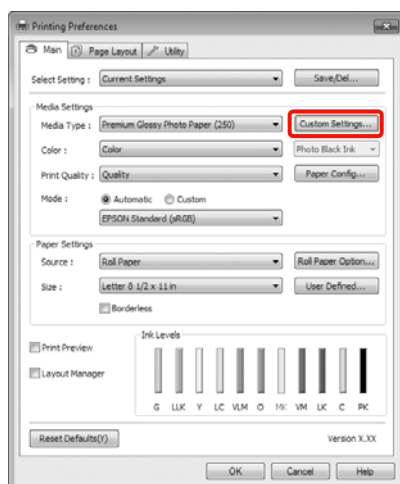 Printing Preferences
Main Page Layout Utility
Select Setting : Current Settings Save/Del...
Media Settings
Media Type : Premium Glossy Photo Paper (250) Custom Settings...
Color : Color Photo Black Ink
Print Quality : Quality Paper Config...
Mode : Automatic Custom
EPSON Standard (sRGB)
Paper Settings
Source : Roll Paper Roll Paper Option...
Size : Letter 8 1/2 x 11 in User Defined...
Borderless
Ink Levels
Print Preview
Layout Manager
G LLK Y LC VLM O MK VM LK C PK
Reset Defaults(Y) Version X.XX
OK Cancel Help